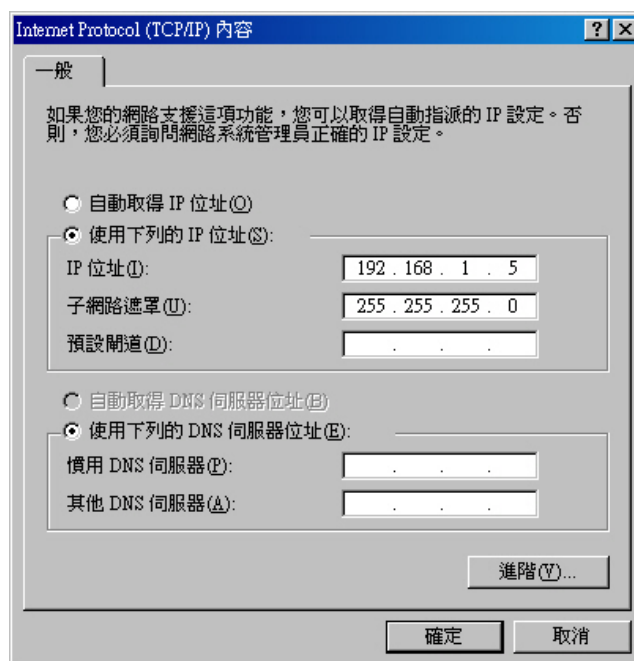 Internet Protocol (TCP/IP) 內容
一般
如果您的網路支援這項功能，您可以取得自動指派的 IP 設定。否
則，您必須詢問網路系統管理員正確的 IP 設定。
自動取得 IP 位址(O)
使用下列的 IP 位址(S):
IP 位址(I): 192 . 168 . 1 . 5
子網路遮罩(U): 255 . 255 . 255 . 0
預設閘道(D): . . .
自動取得 DNS 伺服器位址(B)
使用下列的 DNS 伺服器位址(E):
慣用 DNS 伺服器(P): . . .
其他 DNS 伺服器(A): . . .
進階(V)...
確定 取消